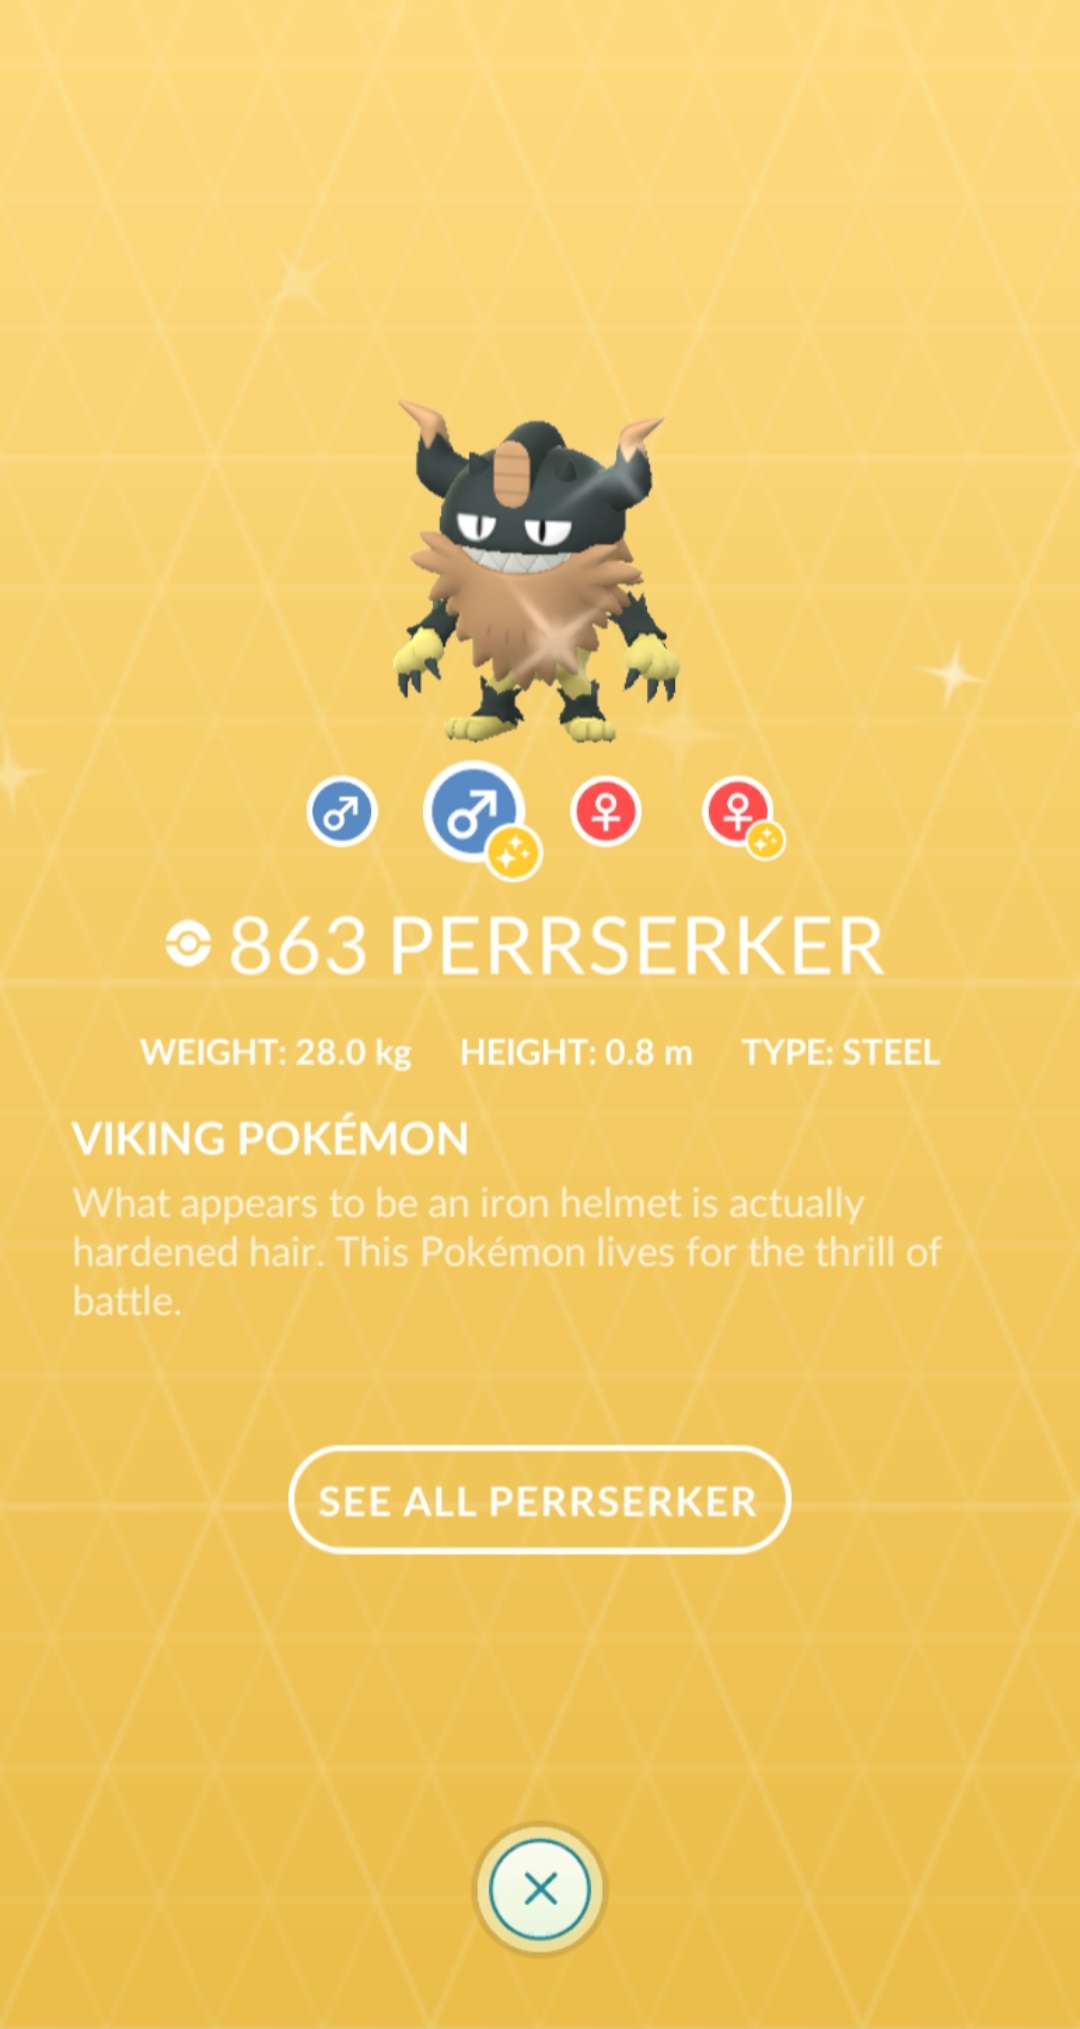 863 PERRSERKER
WEIGHT: 28.0 kg HEIGHT: 0.8 m TYPE: STEEL
VIKING POKÉMON
What appears to be an iron helmet is actually
hardened hair. This Pokémon lives for the thrill of
battle.
SEE ALL PERRSERKER